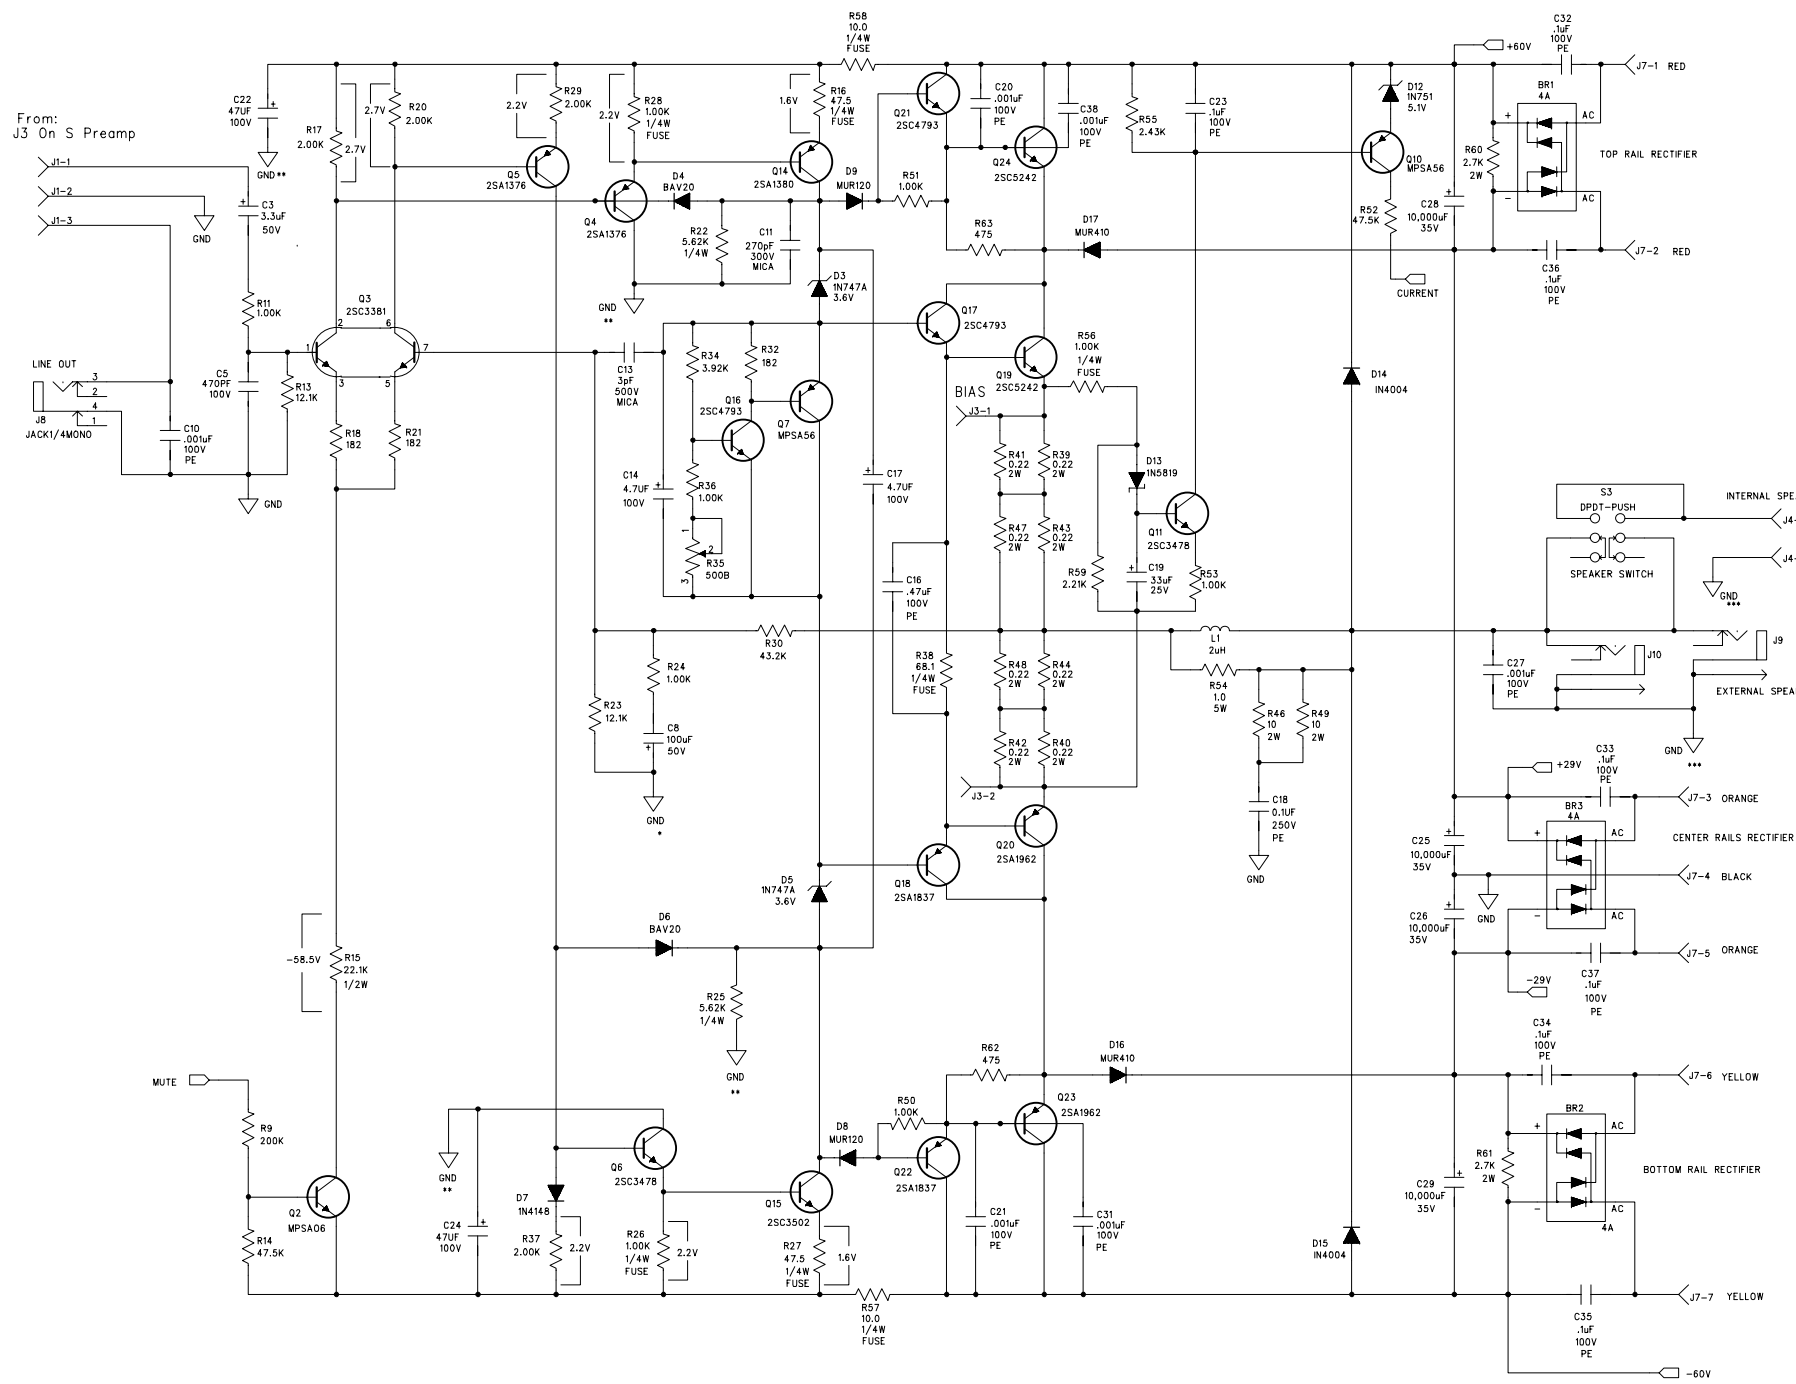 R58
10.0
1/4W
FUSE
C32
.1uF
100V
PE
+60V
J7-1 RED
From:
J3 On S Preamp
C22
47UF
100V
GND**
R17
2.00K
2.7V
2.7V
R20
2.00K
2.2V
R29
2.00K
2.2V
R28
1.00K
1/4W
FUSE
1.6V
R16
47.5
1/4W
FUSE
Q21
2SC4793
C20
.001uF
100V
PE
C38
.001uF
100V
PE
R55
2.43K
C23
.1uF
100V
PE
D12
1N751
5.1V
BR1
4A
+
AC
R60
2.7K
2W
-
AC
TOP RAIL RECTIFIER
J1-1
J1-2
J1-3
GND
C3
3.3uF
50V
Q5
2SA1376
Q4
2SA1376
D4
BAV20
Q14
2SA1380
D9
MUR120
R51
1.00K
Q24
2SC5242
Q10
MPSA56
R52
47.5K
C28
10,000uF
35V
R22
5.62K
1/4W
C11
270pF
300V
MICA
R63
475
D17
MUR410
J7-2 RED
C36
.1uF
100V
PE
CURRENT
D3
1N747A
3.6V
GND
**
R11
1.00K
Q3
2SC3381
2
6
1
7
3
5
Q17
2SC4793
LINE OUT
3
2
4
1
J8
JACK1/4MONO
C5
470PF
100V
R13
12.1K
C10
.001uF
100V
PE
GND
R18
182
R21
182
C13
3pF
500V
MICA
R34
3.92K
R32
182
Q16
2SC4793
Q7
MPSA56
Q19
2SC5242
R56
1.00K
1/4W
FUSE
D14
IN4004
BIAS
J3-1
R41
0.22
2W
R39
0.22
2W
D13
1N5819
C14
4.7UF
100V
R36
1.00K
1
2
3
R35
500B
C17
4.7UF
100V
R47
0.22
2W
R43
0.22
2W
Q11
2SC3478
R59
2.21K
C19
33uF
25V
R53
1.00K
C16
.47uF
100V
PE
S3
DPDT-PUSH
SPEAKER SWITCH
INTERNAL SPE
J4-
J4-
GND
***
R30
43.2K
R24
1.00K
R23
12.1K
C8
100uF
50V
GND
*
R38
68.1
1/4W
FUSE
R48
0.22
2W
R44
0.22
2W
R42
0.22
2W
R40
0.22
2W
J3-2
L1
2uH
R54
1.0
5W
R46
10
2W
R49
10
2W
C18
0.1UF
250V
PE
GND
C27
.001uF
100V
PE
J10
J9
EXTERNAL SPEA
GND
***
C33
.1uF
100V
PE
+29V
J7-3 ORANGE
BR3
4A
+
AC
-
AC
CENTER RAILS RECTIFIER
C25
10,000uF
35V
J7-4 BLACK
GND
C26
10,000uF
35V
J7-5 ORANGE
C37
.1uF
100V
PE
-29V
Q20
2SA1962
Q18
2SA1837
D5
1N747A
3.6V
D6
BAV20
-58.5V
R15
22.1K
1/2W
R25
5.62K
1/4W
GND
**
C34
.1uF
100V
PE
R62
475
D16
MUR410
J7-6 YELLOW
MUTE
R9
200K
R50
1.00K
Q23
2SA1962
D8
MUR120
BR2
+
AC
-
AC
4A
R61
2.7K
2W
BOTTOM RAIL RECTIFIER
GND
**
Q6
2SC3478
Q22
2SA1837
Q2
MPSA06
R14
47.5K
D7
1N4148
Q15
2SC3502
C24
47UF
100V
R37
2.00K
2.2V
R26
1.00K
1/4W
FUSE
2.2V
R27
47.5
1/4W
FUSE
1.6V
C21
.001uF
100V
PE
C31
.001uF
100V
PE
C29
10,000uF
35V
D15
IN4004
R57
10.0
1/4W
FUSE
J7-7 YELLOW
C35
.1uF
100V
PE
-60V